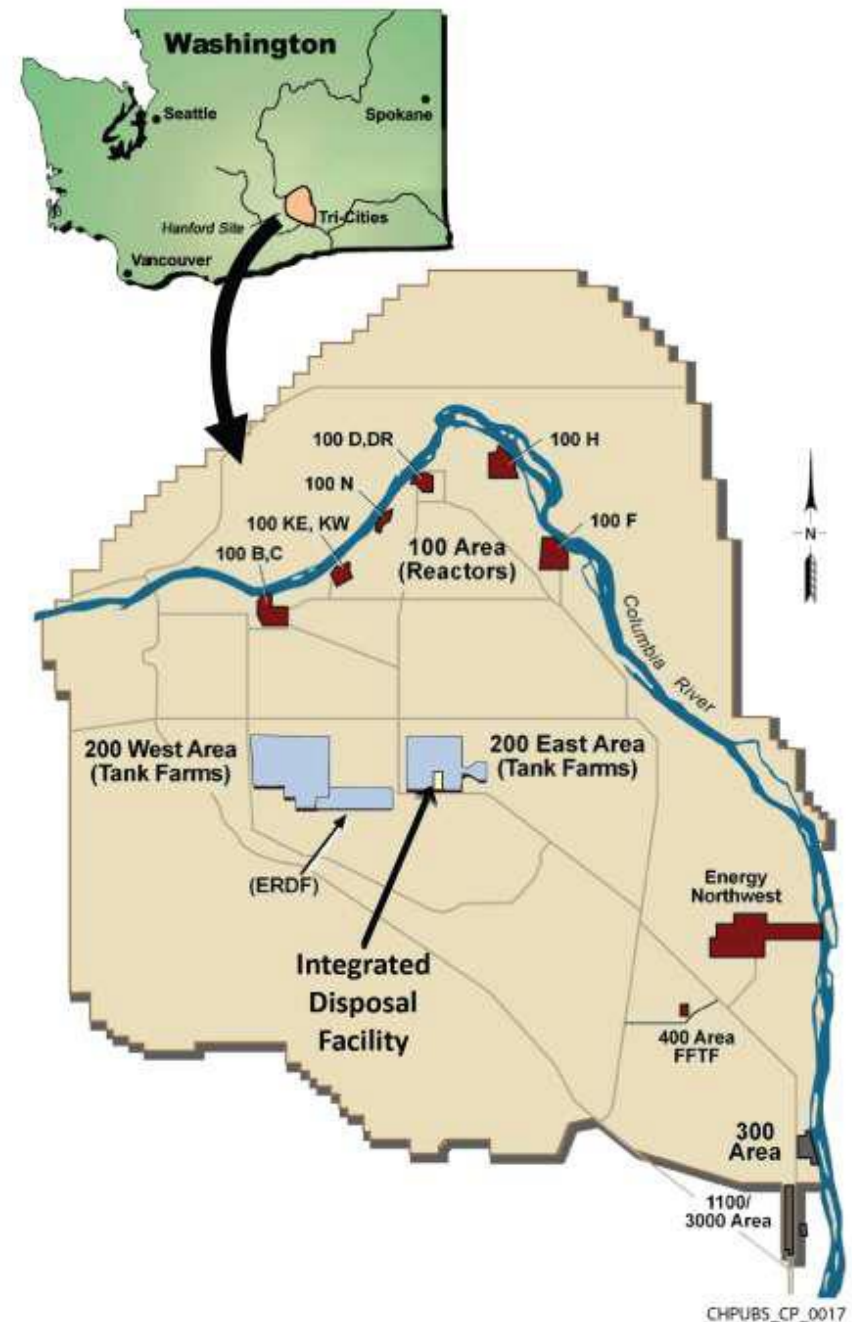 Washington
Seattle
Spokane
Hanford Site
Tri-Cities
Vancouver
100 D,DR
100 H
100 N
100 KE, KW
100 F
100 B,C
100 Area
(Reactors)
N
Columbia River
200 West Area
(Tank Farms)
200 East Area
(Tank Farms)
(ERDF)
Energy
Northwest
Integrated
Disposal
Facility
400 Area
FFTF
300
Area
1100/
3000 Area
CHPUBS_CP_0017